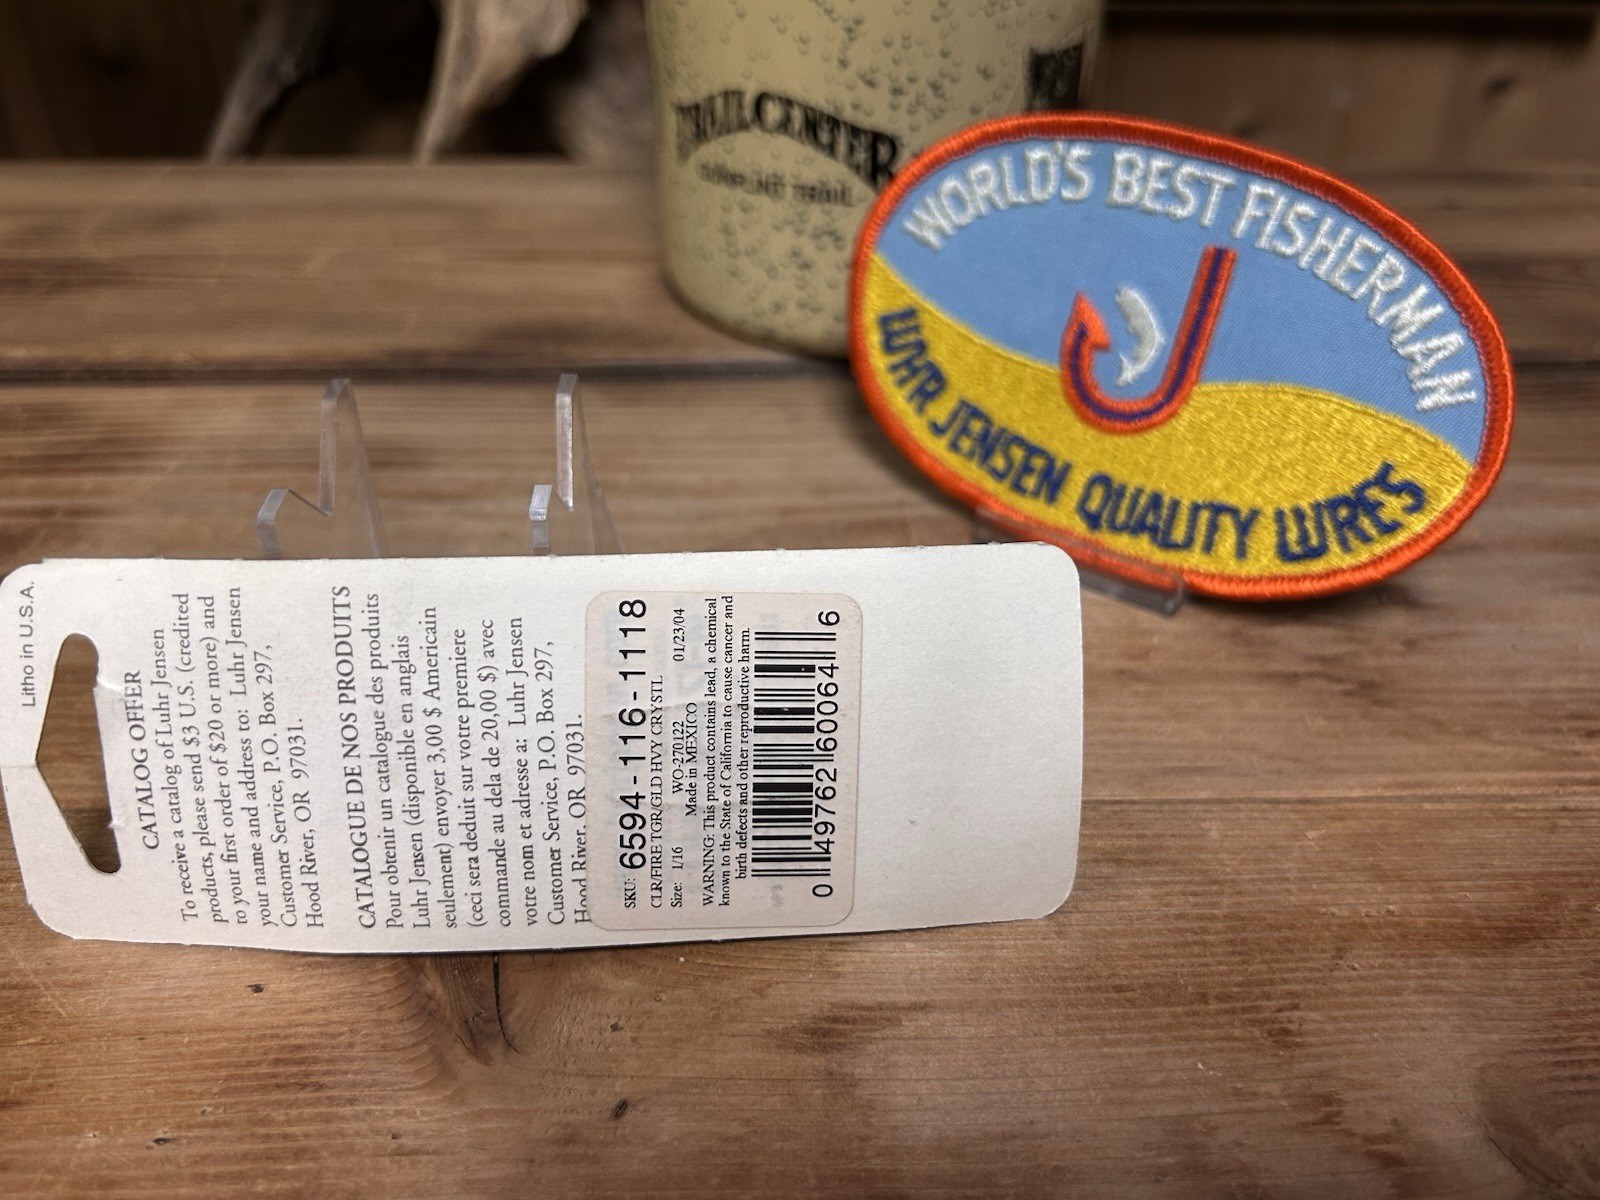 TRAIL CENTER
GUNFLINT TRAIL
WORLD'S BEST FISHERMAN
LUHR JENSEN QUALITY LURES
Litho in U.S.A.
CATALOG OFFER
To receive a catalog of Luhr Jensen
products, please send $3 U.S. (credited
to your first order of $20 or more) and
your name and address to: Luhr Jensen
Customer Service, P.O. Box 297,
Hood River, OR 97031.
CATALOGUE DE NOS PRODUITS
Pour obtenir un catalogue des produits
Luhr Jensen (disponible en anglais
seulement) envoyer 3,00 $ Americain
(ceci sera deduit sur votre premiere
commande au dela de 20,00 $) avec
votre nom et adresse a: Luhr Jensen
Customer Service, P.O. Box 297,
Hood River, OR 97031.
SKU: 6594-116-1118
CLR/FIRE TGR/GLD HVY CRYSTL
Size: 1/16 WO-270122 01/23/04
Made in MEXICO
WARNING: This product contains lead, a chemical
known to the State of California to cause cancer and
birth defects and other reproductive harm.
0 49762 60064 6